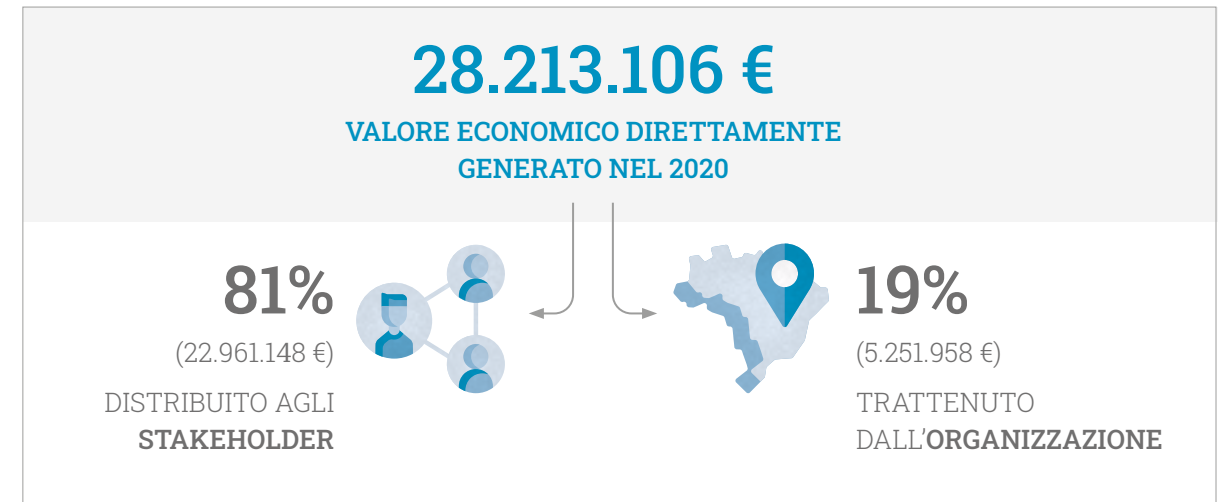 28.213.106 €
VALORE ECONOMICO DIRETTAMENTE
GENERATO NEL 2020
81%
(22.961.148 €)
DISTRIBUITO AGLI
STAKEHOLDER
19%
(5.251.958 €)
TRATTENUTO
DALL'ORGANIZZAZIONE